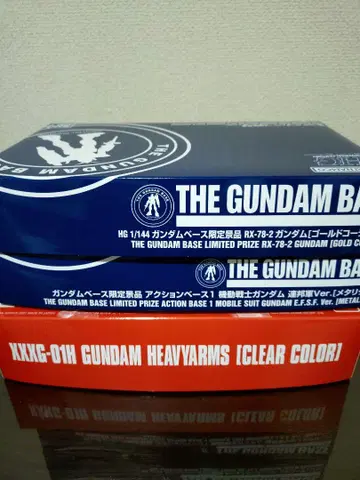 THE GUNDAM BA
THE GUNDAM BASE
THE GUNDAM BA
HG 1/144 ガンダムベース限定景品 RX-78-2 ガンダム[ゴールドコー
THE GUNDAM BASE LIMITED PRIZE RX-78-2 GUNDAM [GOLD CO
THE GUNDAM BA
ガンダムベース限定景品 アクションベース1 機動戦士ガンダム 連邦軍Ver.[メタリッ
THE GUNDAM BASE LIMITED PRIZE ACTION BASE 1 MOBILE SUIT GUNDAM E.F.S.F. Ver. [METAL
XXXG-01H GUNDAM HEAVYARMS [CLEAR COLOR]